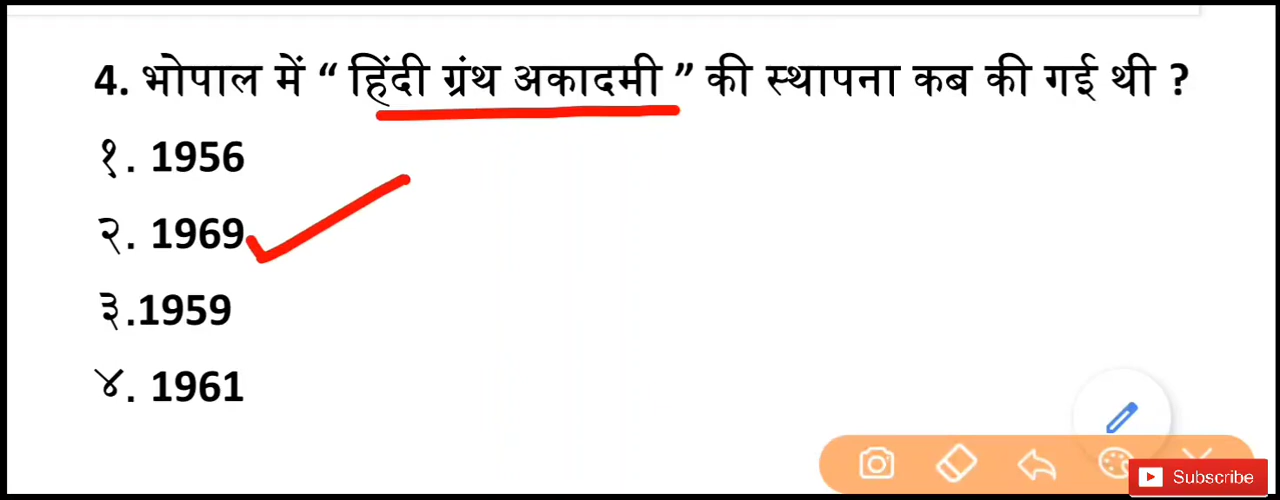 4. भोपाल में “ हिंदी ग्रंथ अकादमी ” की स्थापना कब की गई थी ?
१. 1956
२. 1969
३.1959
४. 1961
Subscribe